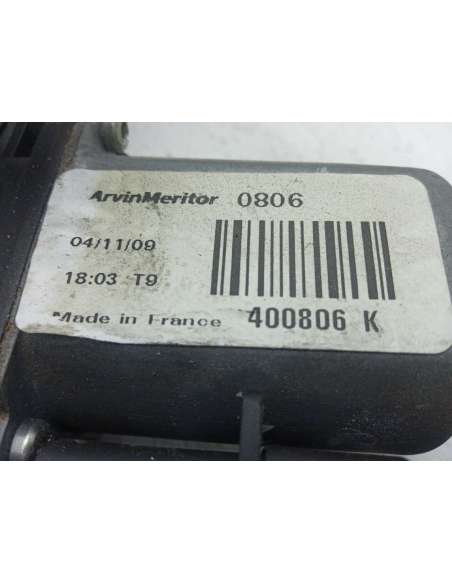 ArvinMeritor 0806
04/11/09
18:03 T9
Made in France 400806 K